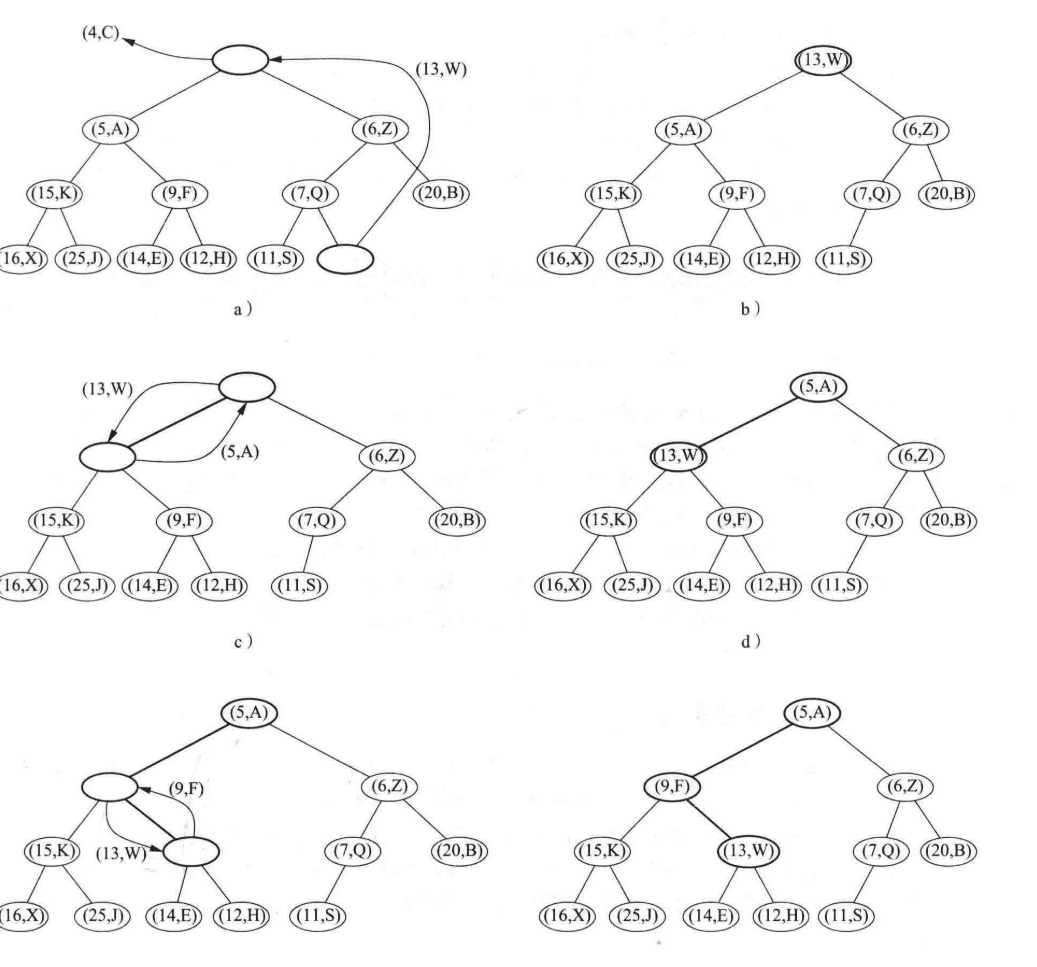 (4,C)
(13,W)
(5,A) (6,Z)
(15,K) (9,F) (7,Q) (20,B)
(16,X) (25,J) (14,E) (12,H) (11,S)
a)
(13,W)
(5,A) (6,Z)
(15,K) (9,F) (7,Q) (20,B)
(16,X) (25,J) (14,E) (12,H) (11,S)
b)
(13,W)
(5,A)
(6,Z)
(15,K) (9,F) (7,Q) (20,B)
(16,X) (25,J) (14,E) (12,H) (11,S)
c)
(5,A)
(13,W) (6,Z)
(15,K) (9,F) (7,Q) (20,B)
(16,X) (25,J) (14,E) (12,H) (11,S)
d)
(5,A)
(9,F) (6,Z)
(15,K) (13,W) (7,Q) (20,B)
(16,X) (25,J) (14,E) (12,H) (11,S)
(5,A)
(9,F) (6,Z)
(15,K) (13,W) (7,Q) (20,B)
(16,X) (25,J) (14,E) (12,H) (11,S)